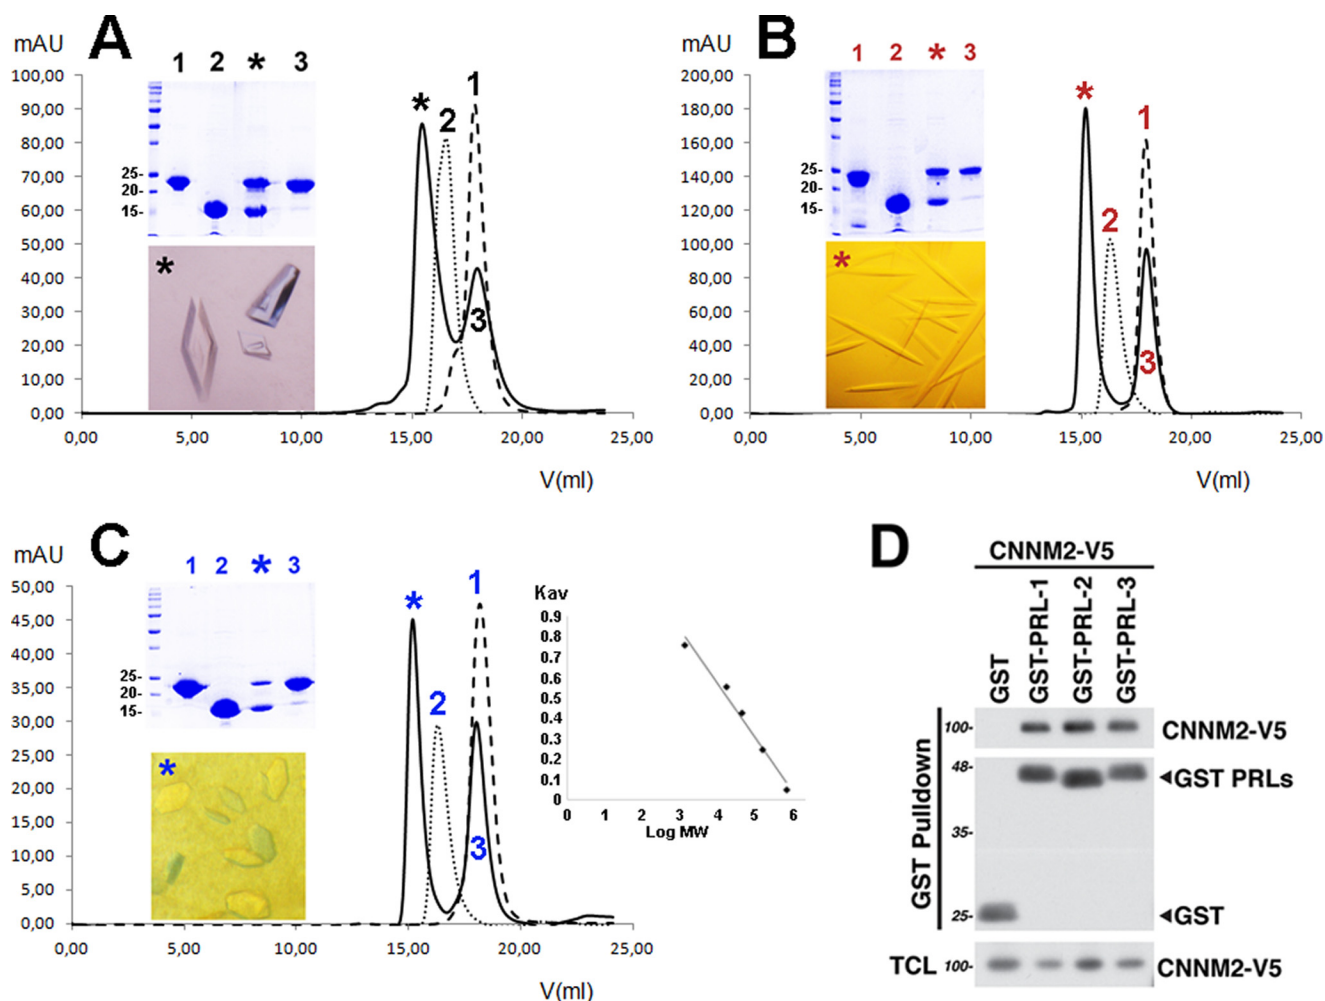 A
mAU
1 2 * 3
100,00
90,00
80,00
70,00
60,00
50,00
40,00
30,00
20,00
10,00
0,00
25-
20-
15-
*
*
2
1
3
0,00 5,00 10,00 15,00 20,00 25,00
V(ml)
B
mAU
1 2 * 3
200,00
180,00
160,00
140,00
120,00
100,00
80,00
60,00
40,00
20,00
0,00
25-
20-
15-
*
*
2
1
3
0,00 5,00 10,00 15,00 20,00 25,00
V(ml)
C
mAU
1 2 * 3
50,00
45,00
40,00
35,00
30,00
25,00
20,00
15,00
10,00
5,00
0,00
25-
20-
15-
*
*
2
1
3
0,00 5,00 10,00 15,00 20,00 25,00
V(ml)
Kav
0.9
0.8
0.7
0.6
0.5
0.4
0.3
0.2
0.1
0
0 1 2 3 4 5 6
Log MW
D
CNNM2-V5
GST
GST-PRL-1
GST-PRL-2
GST-PRL-3
GST Pulldown
100- CNNM2-V5
48- ◄GST PRLs
35-
25- ◄GST
TCL 100- CNNM2-V5